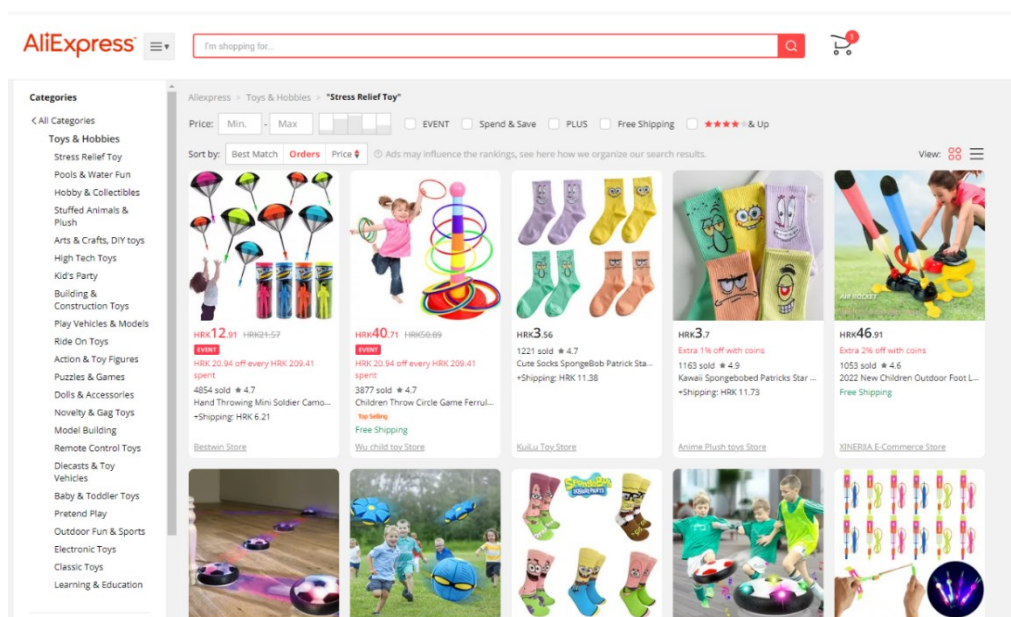 AliExpress
1
I'm shopping for...
Categories
< All Categories
Toys & Hobbies
Stress Relief Toy
Pools & Water Fun
Hobby & Collectibles
Stuffed Animals &
Plush
Arts & Crafts, DIY toys
High Tech Toys
Kid's Party
Building &
Construction Toys
Play Vehicles & Models
Ride On Toys
Action & Toy Figures
Puzzles & Games
Dolls & Accessories
Novelty & Gag Toys
Model Building
Remote Control Toys
Diecasts & Toy
Vehicles
Baby & Toddler Toys
Pretend Play
Outdoor Fun & Sports
Electronic Toys
Classic Toys
Learning & Education
Aliexpress > Toys & Hobbies > "Stress Relief Toy"
Price: Min. - Max EVENT Spend & Save PLUS Free Shipping & Up
Sort by: Best Match Orders Price Ads may influence the rankings, see here how we organize our search results. View:
HRK12.91 HRK21.57
EVENT
HRK 20.94 off every HRK 209.41
spent
4854 sold ★ 4.7
Hand Throwing Mini Soldier Camo...
+Shipping: HRK 6.21
Bestwin Store
HRK40.71 HRK50.89
EVENT
HRK 20.94 off every HRK 209.41
spent
3877 sold ★ 4.7
Children Throw Circle Game Ferrul...
Top Selling
Free Shipping
Wu child toy Store
HRK3.56
1221 sold ★ 4.7
Cute Socks SpongeBob Patrick Sta...
+Shipping: HRK 11.38
KuiLu Toy Store
HRK3.7
Extra 1% off with coins
1163 sold ★ 4.9
Kawaii Spongebobed Patricks Star ...
+Shipping: HRK 11.73
Anime Plush toys Store
AIR ROCKET
HRK46.91
Extra 2% off with coins
1053 sold ★ 4.6
2022 New Children Outdoor Foot L...
Free Shipping
XINERIIA E-Commerce Store
SpongeBob
SQUAREPANTS